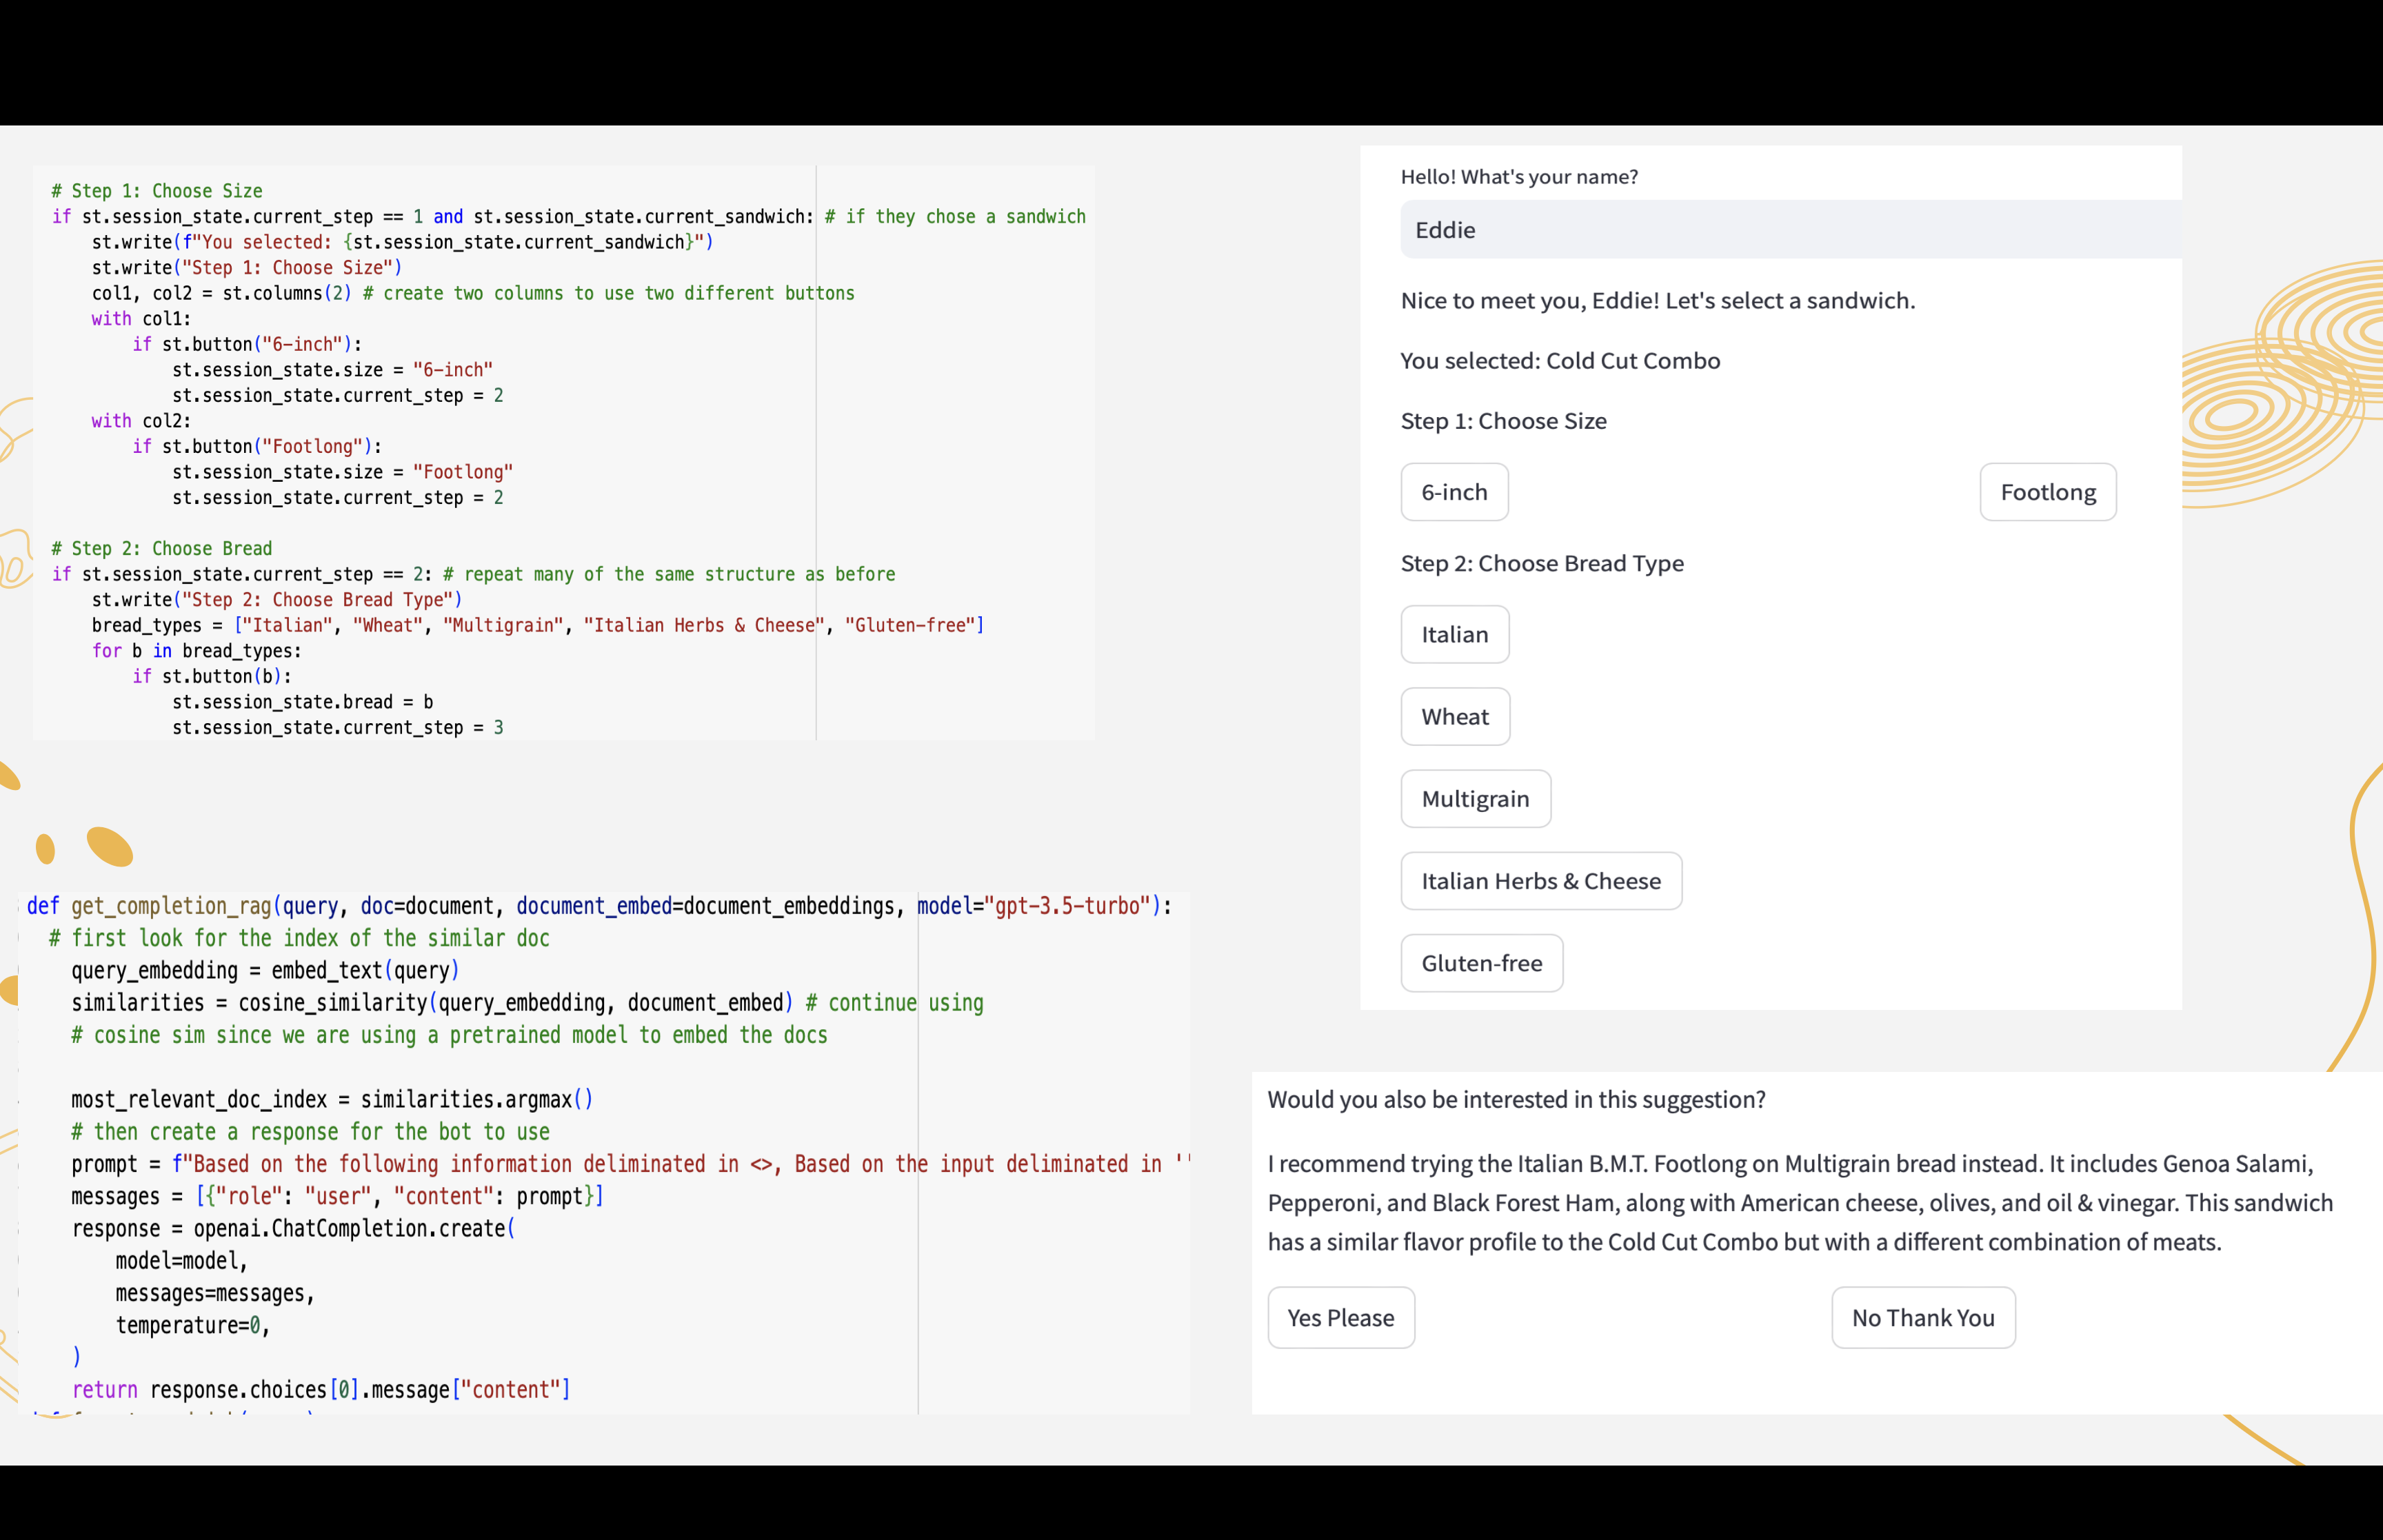 # Step 1: Choose Size
if st.session_state.current_step == 1 and st.session_state.current_sandwich: # if they chose a sandwich
    st.write(f"You selected: {st.session_state.current_sandwich}")
    st.write("Step 1: Choose Size")
    col1, col2 = st.columns(2) # create two columns to use two different buttons
    with col1:
        if st.button("6-inch"):
            st.session_state.size = "6-inch"
            st.session_state.current_step = 2
    with col2:
        if st.button("Footlong"):
            st.session_state.size = "Footlong"
            st.session_state.current_step = 2
# Step 2: Choose Bread
if st.session_state.current_step == 2: # repeat many of the same structure as before
    st.write("Step 2: Choose Bread Type")
    bread_types = ["Italian", "Wheat", "Multigrain", "Italian Herbs & Cheese", "Gluten-free"]
    for b in bread_types:
        if st.button(b):
            st.session_state.bread = b
            st.session_state.current_step = 3
def get_completion_rag(query, doc=document, document_embed=document_embeddings, model="gpt-3.5-turbo"):
  # first look for the index of the similar doc
    query_embedding = embed_text(query)
    similarities = cosine_similarity(query_embedding, document_embed) # continue using
    # cosine sim since we are using a pretrained model to embed the docs
    most_relevant_doc_index = similarities.argmax()
    # then create a response for the bot to use
    prompt = f"Based on the following information deliminated in <>, Based on the input deliminated in ''
    messages = [{"role": "user", "content": prompt}]
    response = openai.ChatCompletion.create(
        model=model,
        messages=messages,
        temperature=0,
    )
    return response.choices[0].message["content"]
Hello! What's your name?
Eddie
Nice to meet you, Eddie! Let's select a sandwich.
You selected: Cold Cut Combo
Step 1: Choose Size
6-inch Footlong
Step 2: Choose Bread Type
Italian
Wheat
Multigrain
Italian Herbs & Cheese
Gluten-free
Would you also be interested in this suggestion?
I recommend trying the Italian B.M.T. Footlong on Multigrain bread instead. It includes Genoa Salami,
Pepperoni, and Black Forest Ham, along with American cheese, olives, and oil & vinegar. This sandwich
has a similar flavor profile to the Cold Cut Combo but with a different combination of meats.
Yes Please No Thank You